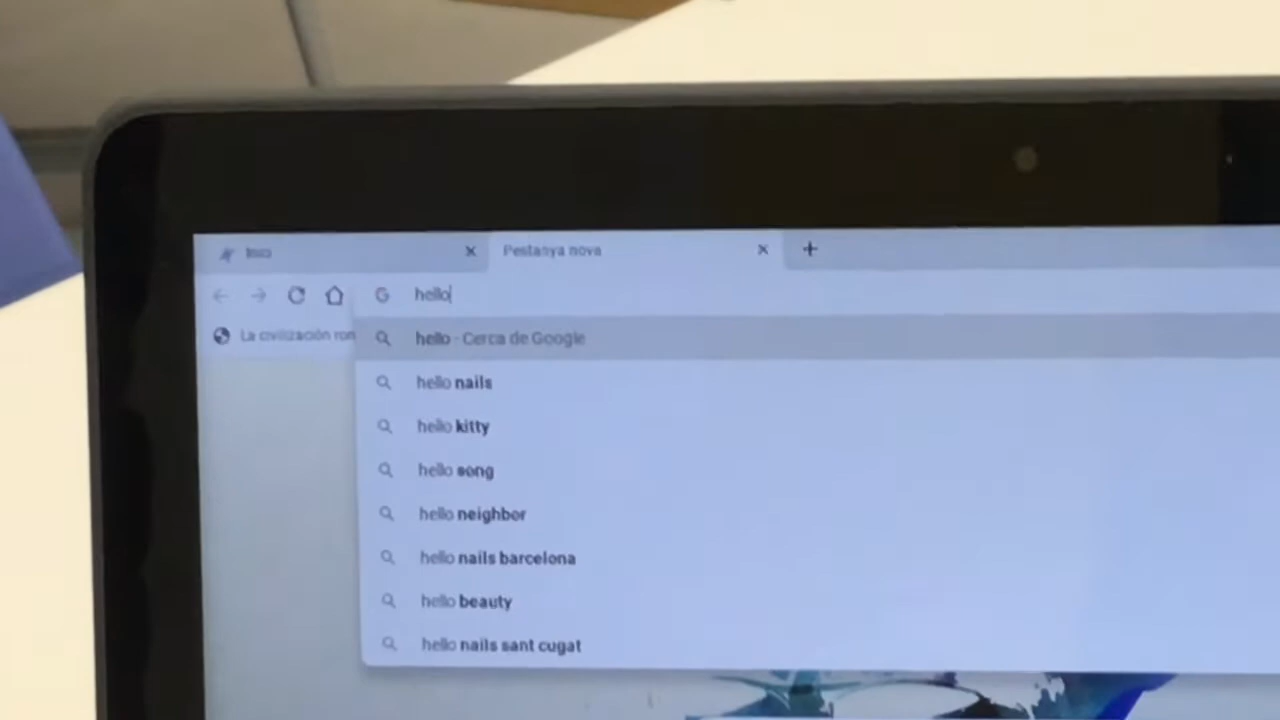 Inici
Pestanya nova
hello
La civilización rom
hello - Cerca de Google
hello nails
hello kitty
hello song
hello neighbor
hello nails barcelona
hello beauty
hello nails sant cugat